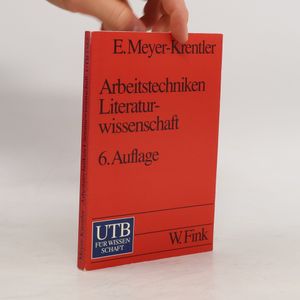 E. Meyer-Krentler
Arbeitstechniken
Literatur-
wissenschaft
6. Auflage
UTB
FÜR WISSEN
SCHAFT
W. Fink